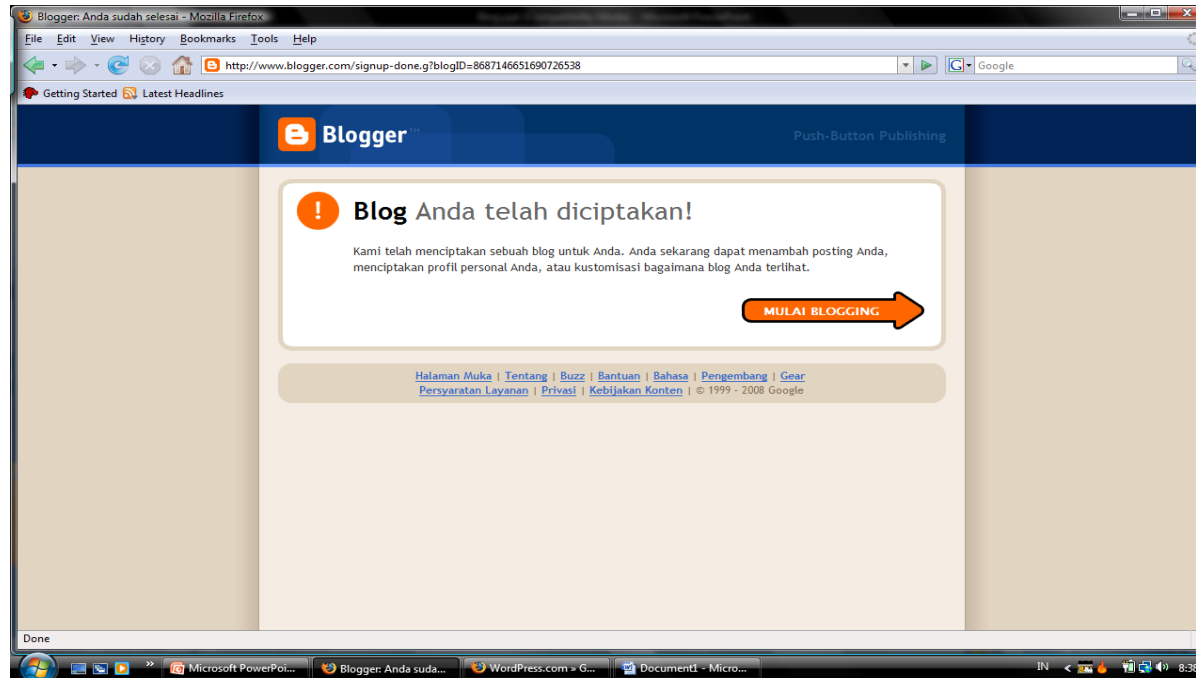 Blogger: Anda sudah selesai - Mozilla Firefox
File Edit View History Bookmarks Tools Help
http://www.blogger.com/signup-done.g?blogID=8687146651690726538
G Google
Getting Started Latest Headlines
Blogger™
Push-Button Publishing
! Blog Anda telah diciptakan!
Kami telah menciptakan sebuah blog untuk Anda. Anda sekarang dapat menambah posting Anda,
menciptakan profil personal Anda, atau kustomisasi bagaimana blog Anda terlihat.
MULAI BLOGGING
Halaman Muka | Tentang | Buzz | Bantuan | Bahasa | Pengembang | Gear
Persyaratan Layanan | Privasi | Kebijakan Konten | © 1999 - 2008 Google
Done
Microsoft PowerPoi... Blogger: Anda suda... WordPress.com » G... Document1 - Micro... IN 8:38